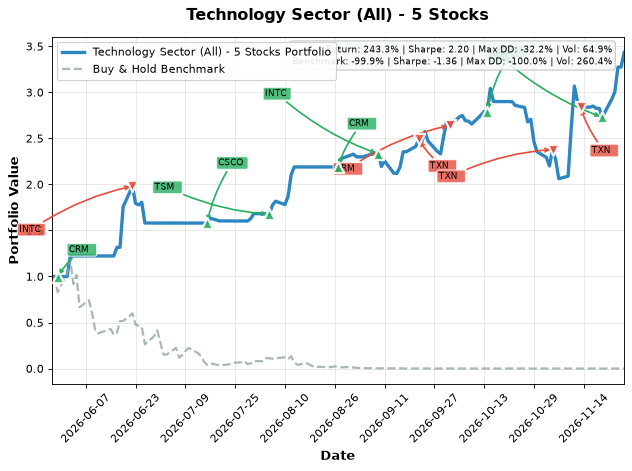 Technology Sector (All) - 5 Stocks
Technology Sector (All) - 5 Stocks Portfolio
Buy & Hold Benchmark
Return: 243.3% | Sharpe: 2.20 | Max DD: -32.2% | Vol: 64.9%
Benchmark: -99.9% | Sharpe: -1.36 | Max DD: -100.0% | Vol: 260.4%
Portfolio Value
3.5
3.0
2.5
2.0
1.0
0.5
0.0
INTC
CRM
TSM
CSCO
INTC
CRM
TXN
TXN
TXN
2026-06-07
2026-06-23
2026-07-09
2026-07-25
2026-08-10
2026-08-26
2026-09-11
2026-09-27
2026-10-13
2026-10-29
2026-11-14
Date